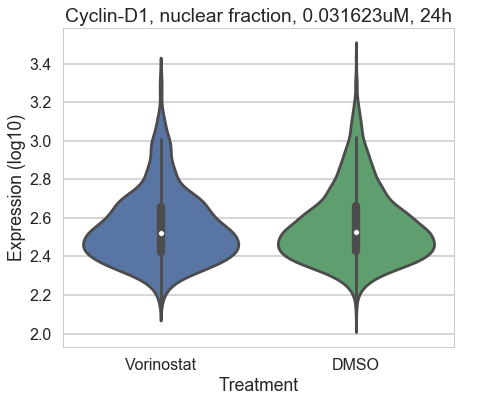 Cyclin-D1, nuclear fraction, 0.031623uM, 24h
Expression (log10)
3.4
3.2
3.0
2.8
2.6
2.4
2.2
2.0
Vorinostat DMSO
Treatment